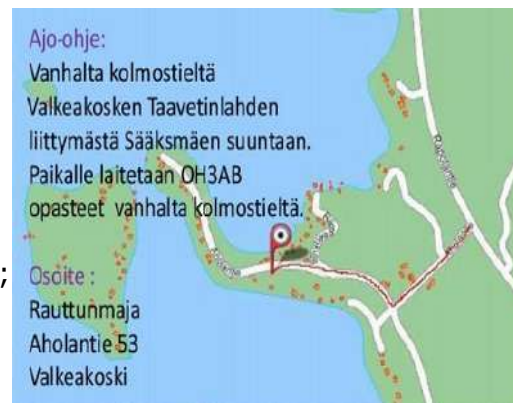 Ajo-ohje:
Vanhalta kolmostieltä
Valkeakosken Taavetinlahden
liittymästä Sääksmäen suuntaan.
Paikalle laitetaan OH3AB
opasteet vanhalta kolmostieltä.
;
Osoite :
Rauttunmaja
Aholantie 53
Valkeakoski